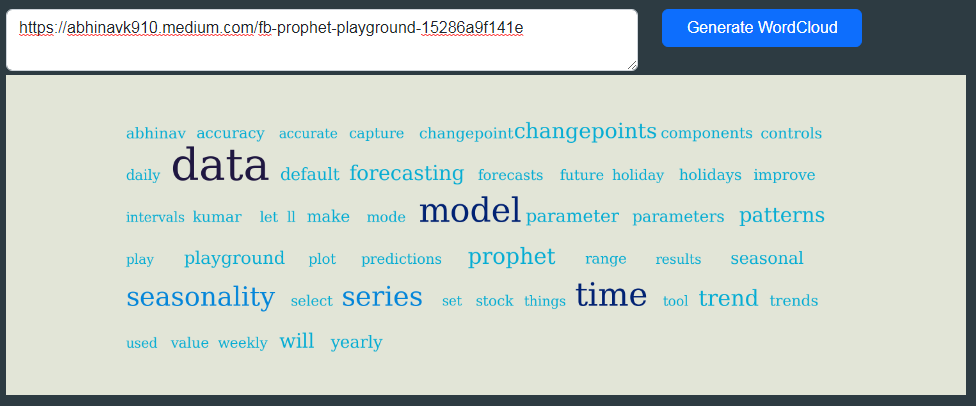 https://abhinavk910.medium.com/fb-prophet-playground-15286a9f141e
Generate WordCloud
abhinav accuracy accurate capture changepoint changepoints components controls
daily data default forecasting forecasts future holiday holidays improve
intervals kumar let ll make mode model parameter parameters patterns
play playground plot predictions prophet range results seasonal
seasonality select series set stock things time tool trend trends
used value weekly will yearly